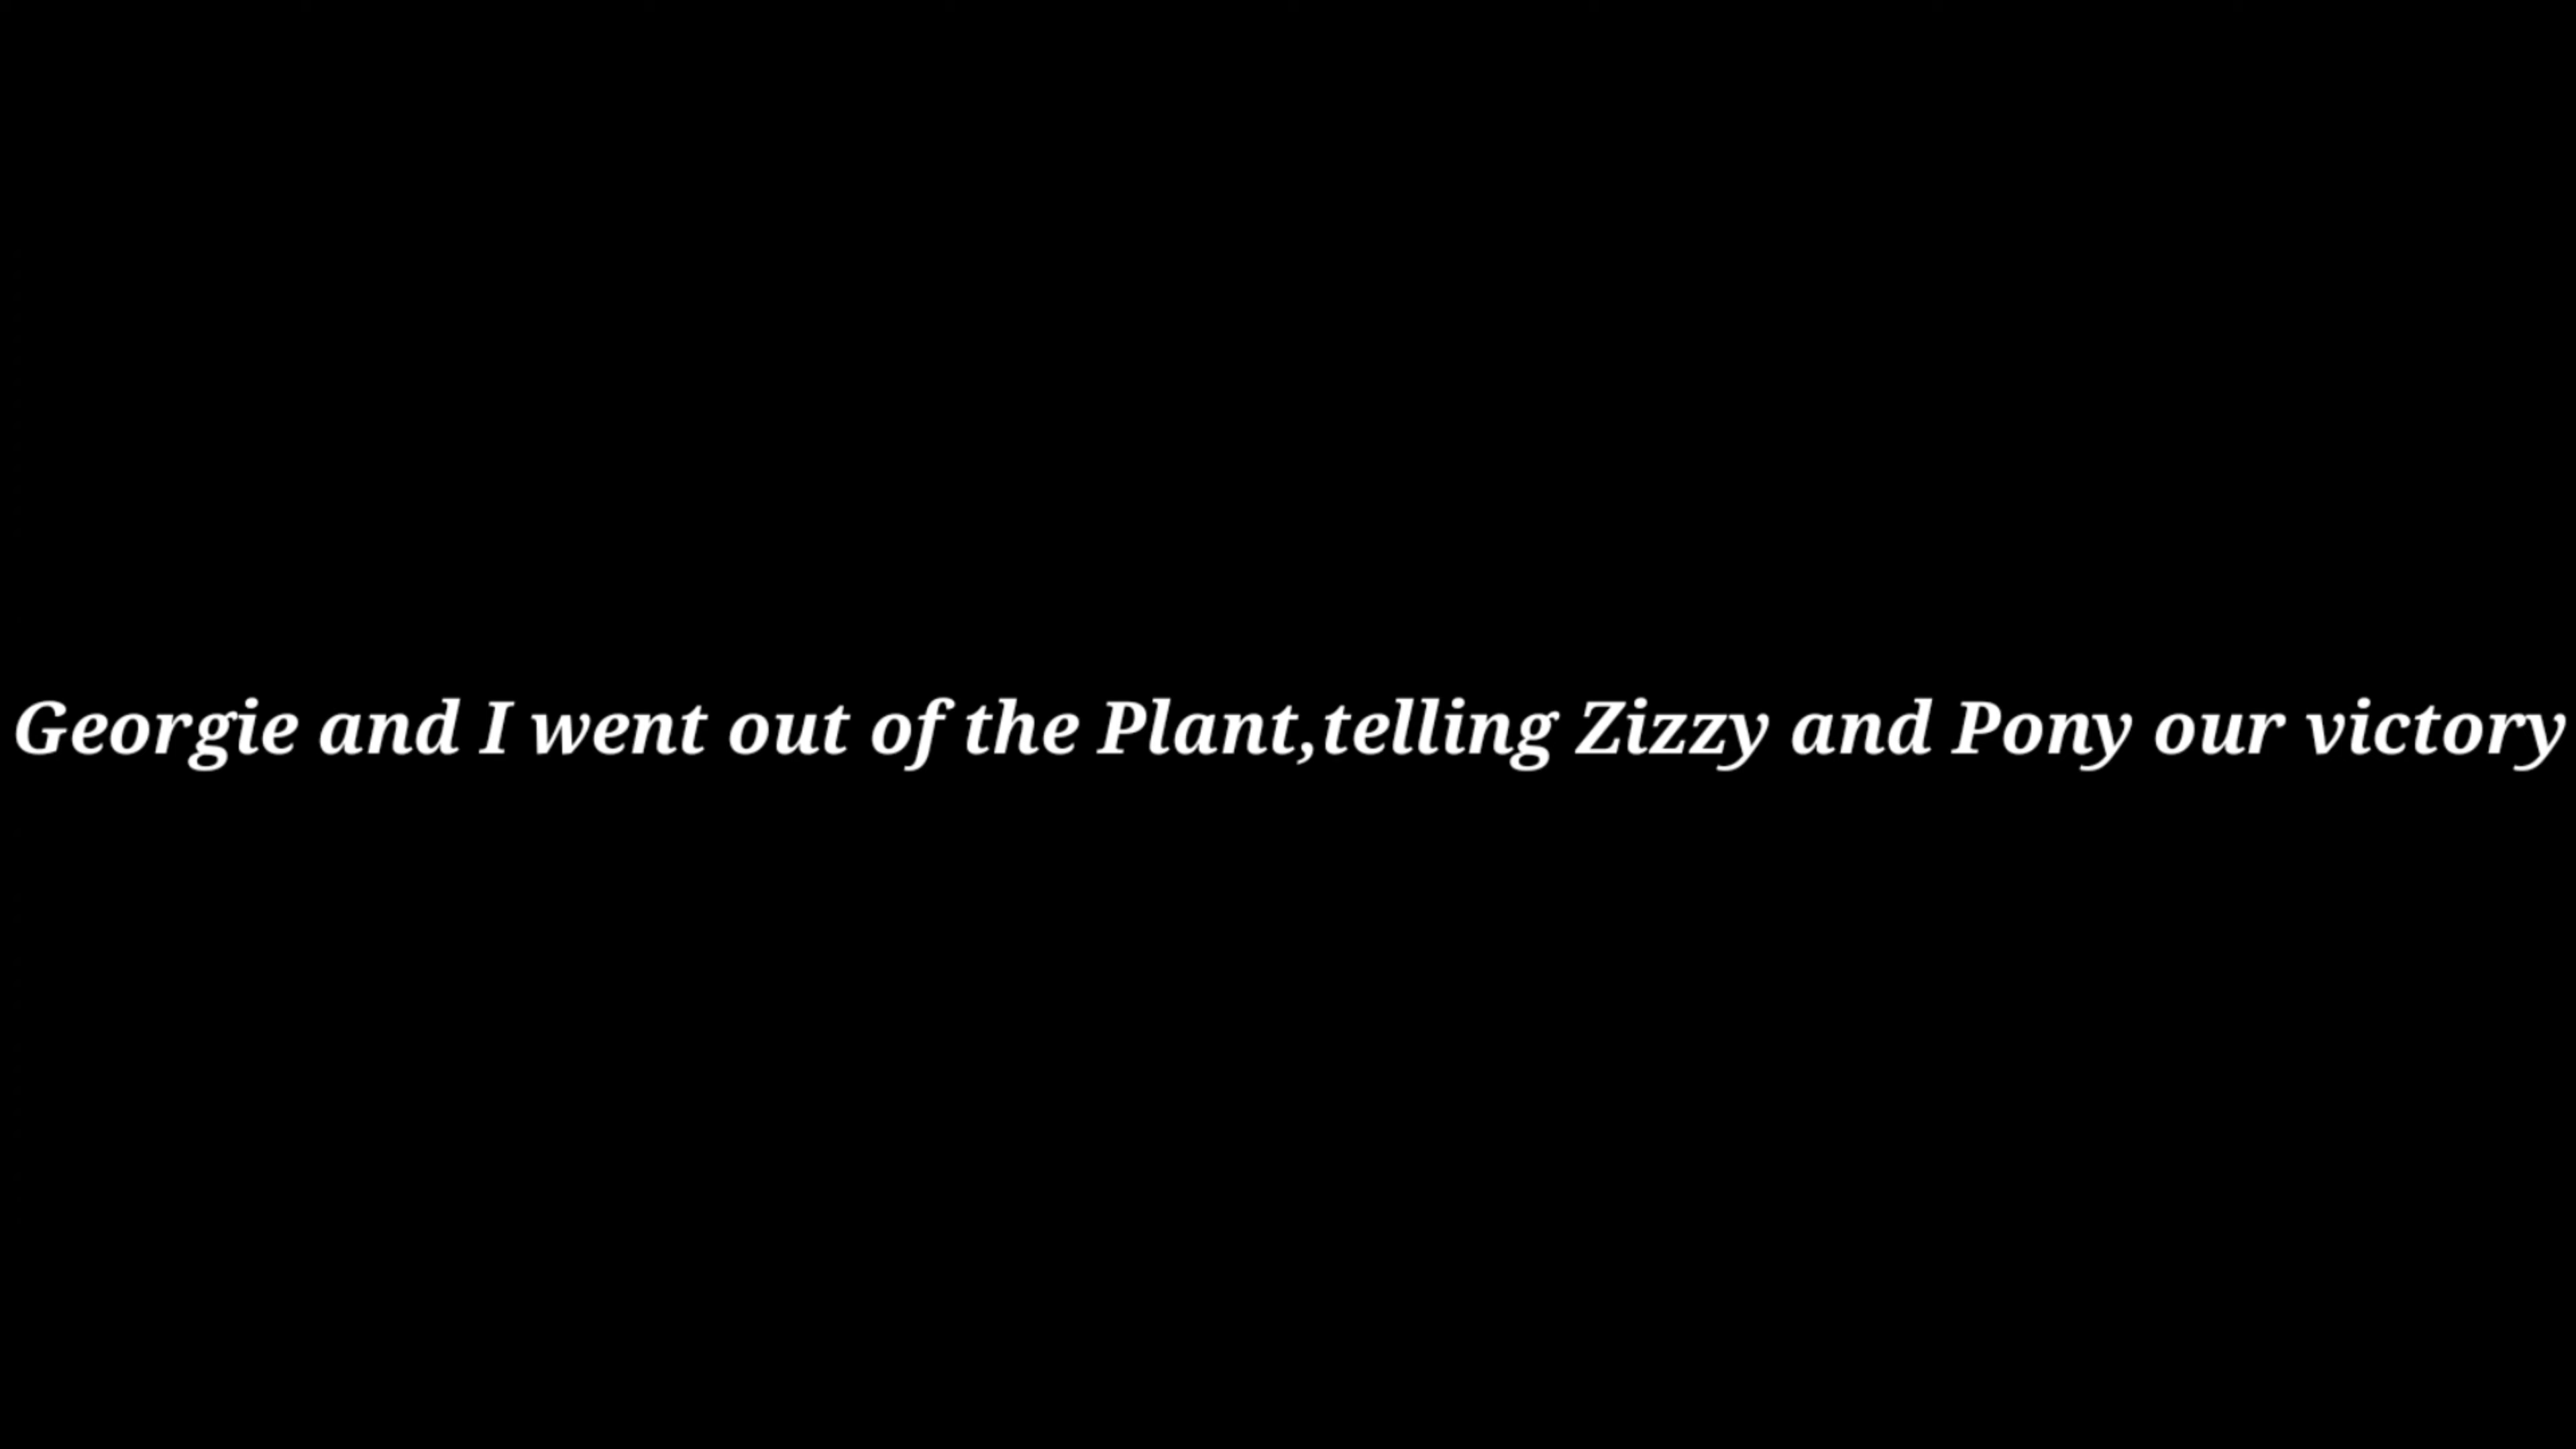 Georgie and I went out of the Plant,telling Zizzy and Pony our victory